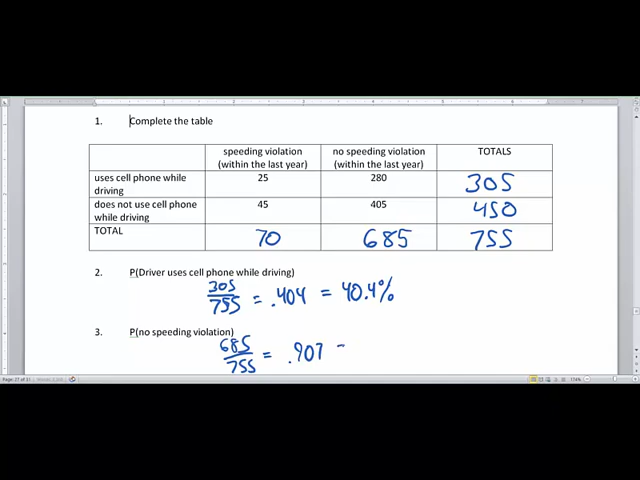 1. Complete the table
speeding violation (within the last year)
no speeding violation (within the last year)
TOTALS
uses cell phone while driving
25 280 305
does not use cell phone while driving
45 405 450
TOTAL 70 685 755
2. P(Driver uses cell phone while driving)
305/755 = .404 = 40.4%
3. P(no speeding violation)
685/755 = .907 =